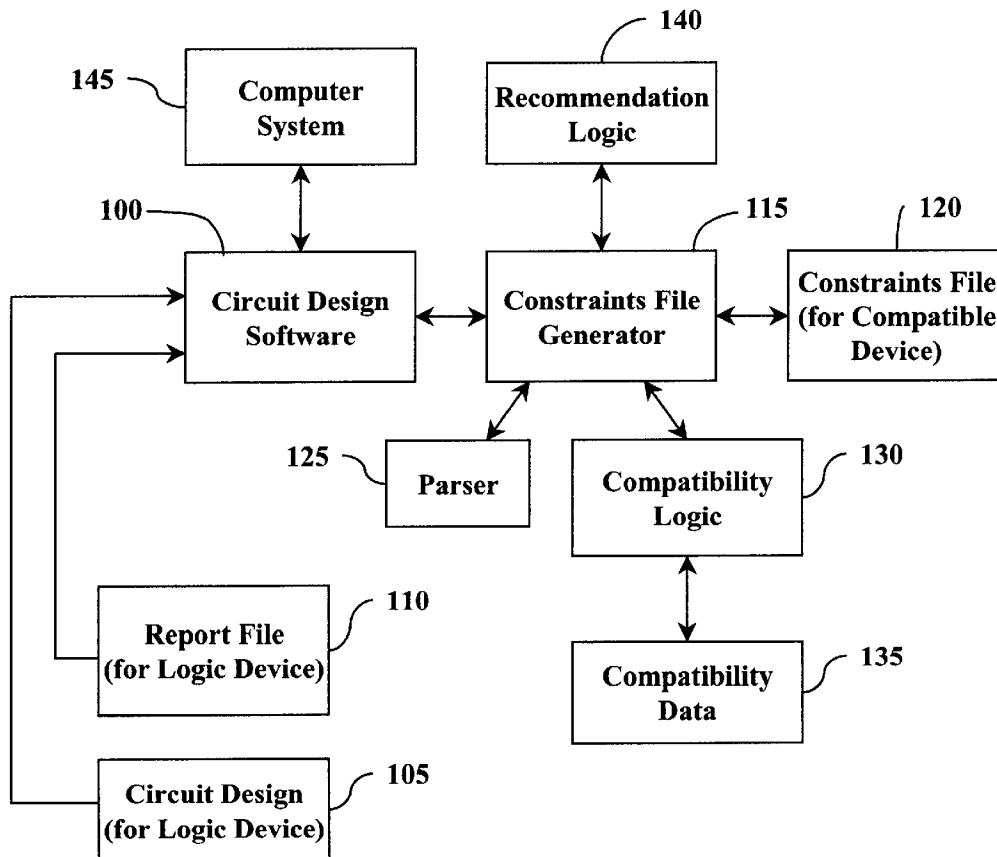 145
Computer
System
140
Recommendation
Logic
100
Circuit Design
Software
115
Constraints File
Generator
120
Constraints File
(for Compatible
Device)
125
Parser
130
Compatibility
Logic
110
Report File
(for Logic Device)
135
Compatibility
Data
105
Circuit Design
(for Logic Device)